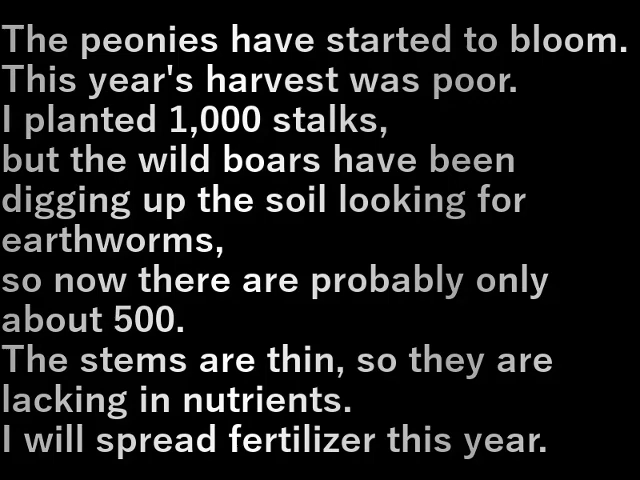 The peonies have started to bloom.
This year's harvest was poor.
I planted 1,000 stalks,
but the wild boars have been
digging up the soil looking for
earthworms,
so now there are probably only
about 500.
The stems are thin, so they are
lacking in nutrients.
I will spread fertilizer this year.